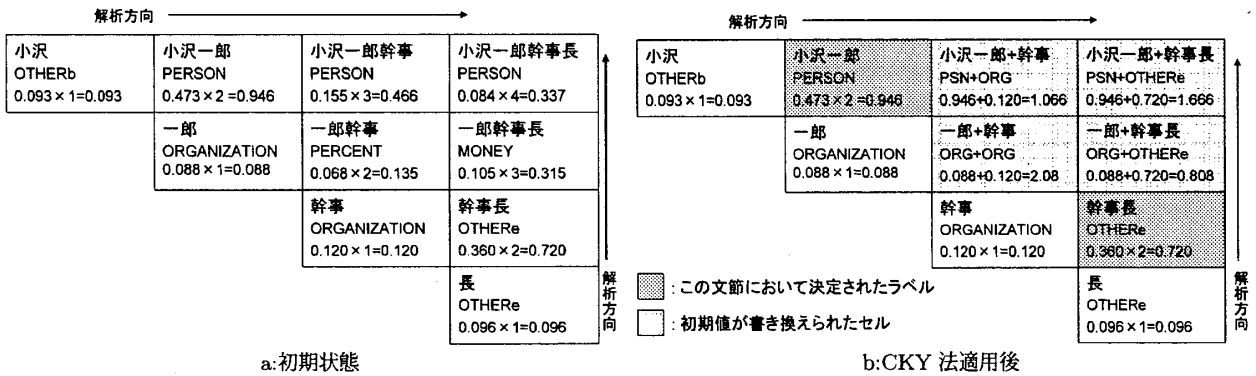 解析方向
小沢
OTHERb
0.093×1=0.093
小沢一郎
PERSON
0.473×2 =0.946
小沢一郎幹事
PERSON
0.155×3=0.466
小沢一郎幹事長
PERSON
0.084×4=0.337
一郎
ORGANIZATION
0.088×1=0.088
一郎幹事
PERCENT
0.068×2=0.135
一郎幹事長
MONEY
0.105×3=0.315
幹事
ORGANIZATION
0.120×1=0.120
幹事長
OTHERe
0.360×2=0.720
長
OTHERe
0.096×1=0.096
解析方向
a:初期状態
解析方向
小沢
OTHERb
0.093×1=0.093
小沢一郎
PERSON
0.473×2 =0.946
小沢一郎+幹事
PSN+ORG
0.946+0.120=1.066
小沢一郎+幹事長
PSN+OTHERe
0.946+0.720=1.666
一郎
ORGANIZATION
0.088×1=0.088
一郎+幹事
ORG+ORG
0.088+0.120=2.08
一郎+幹事長
ORG+OTHERe
0.088+0.720=0.808
幹事
ORGANIZATION
0.120×1=0.120
幹事長
OTHERe
0.360×2=0.720
長
OTHERe
0.096×1=0.096
解析方向
:この文節において決定されたラベル
:初期値が書き換えられたセル
b:CKY 法適用後